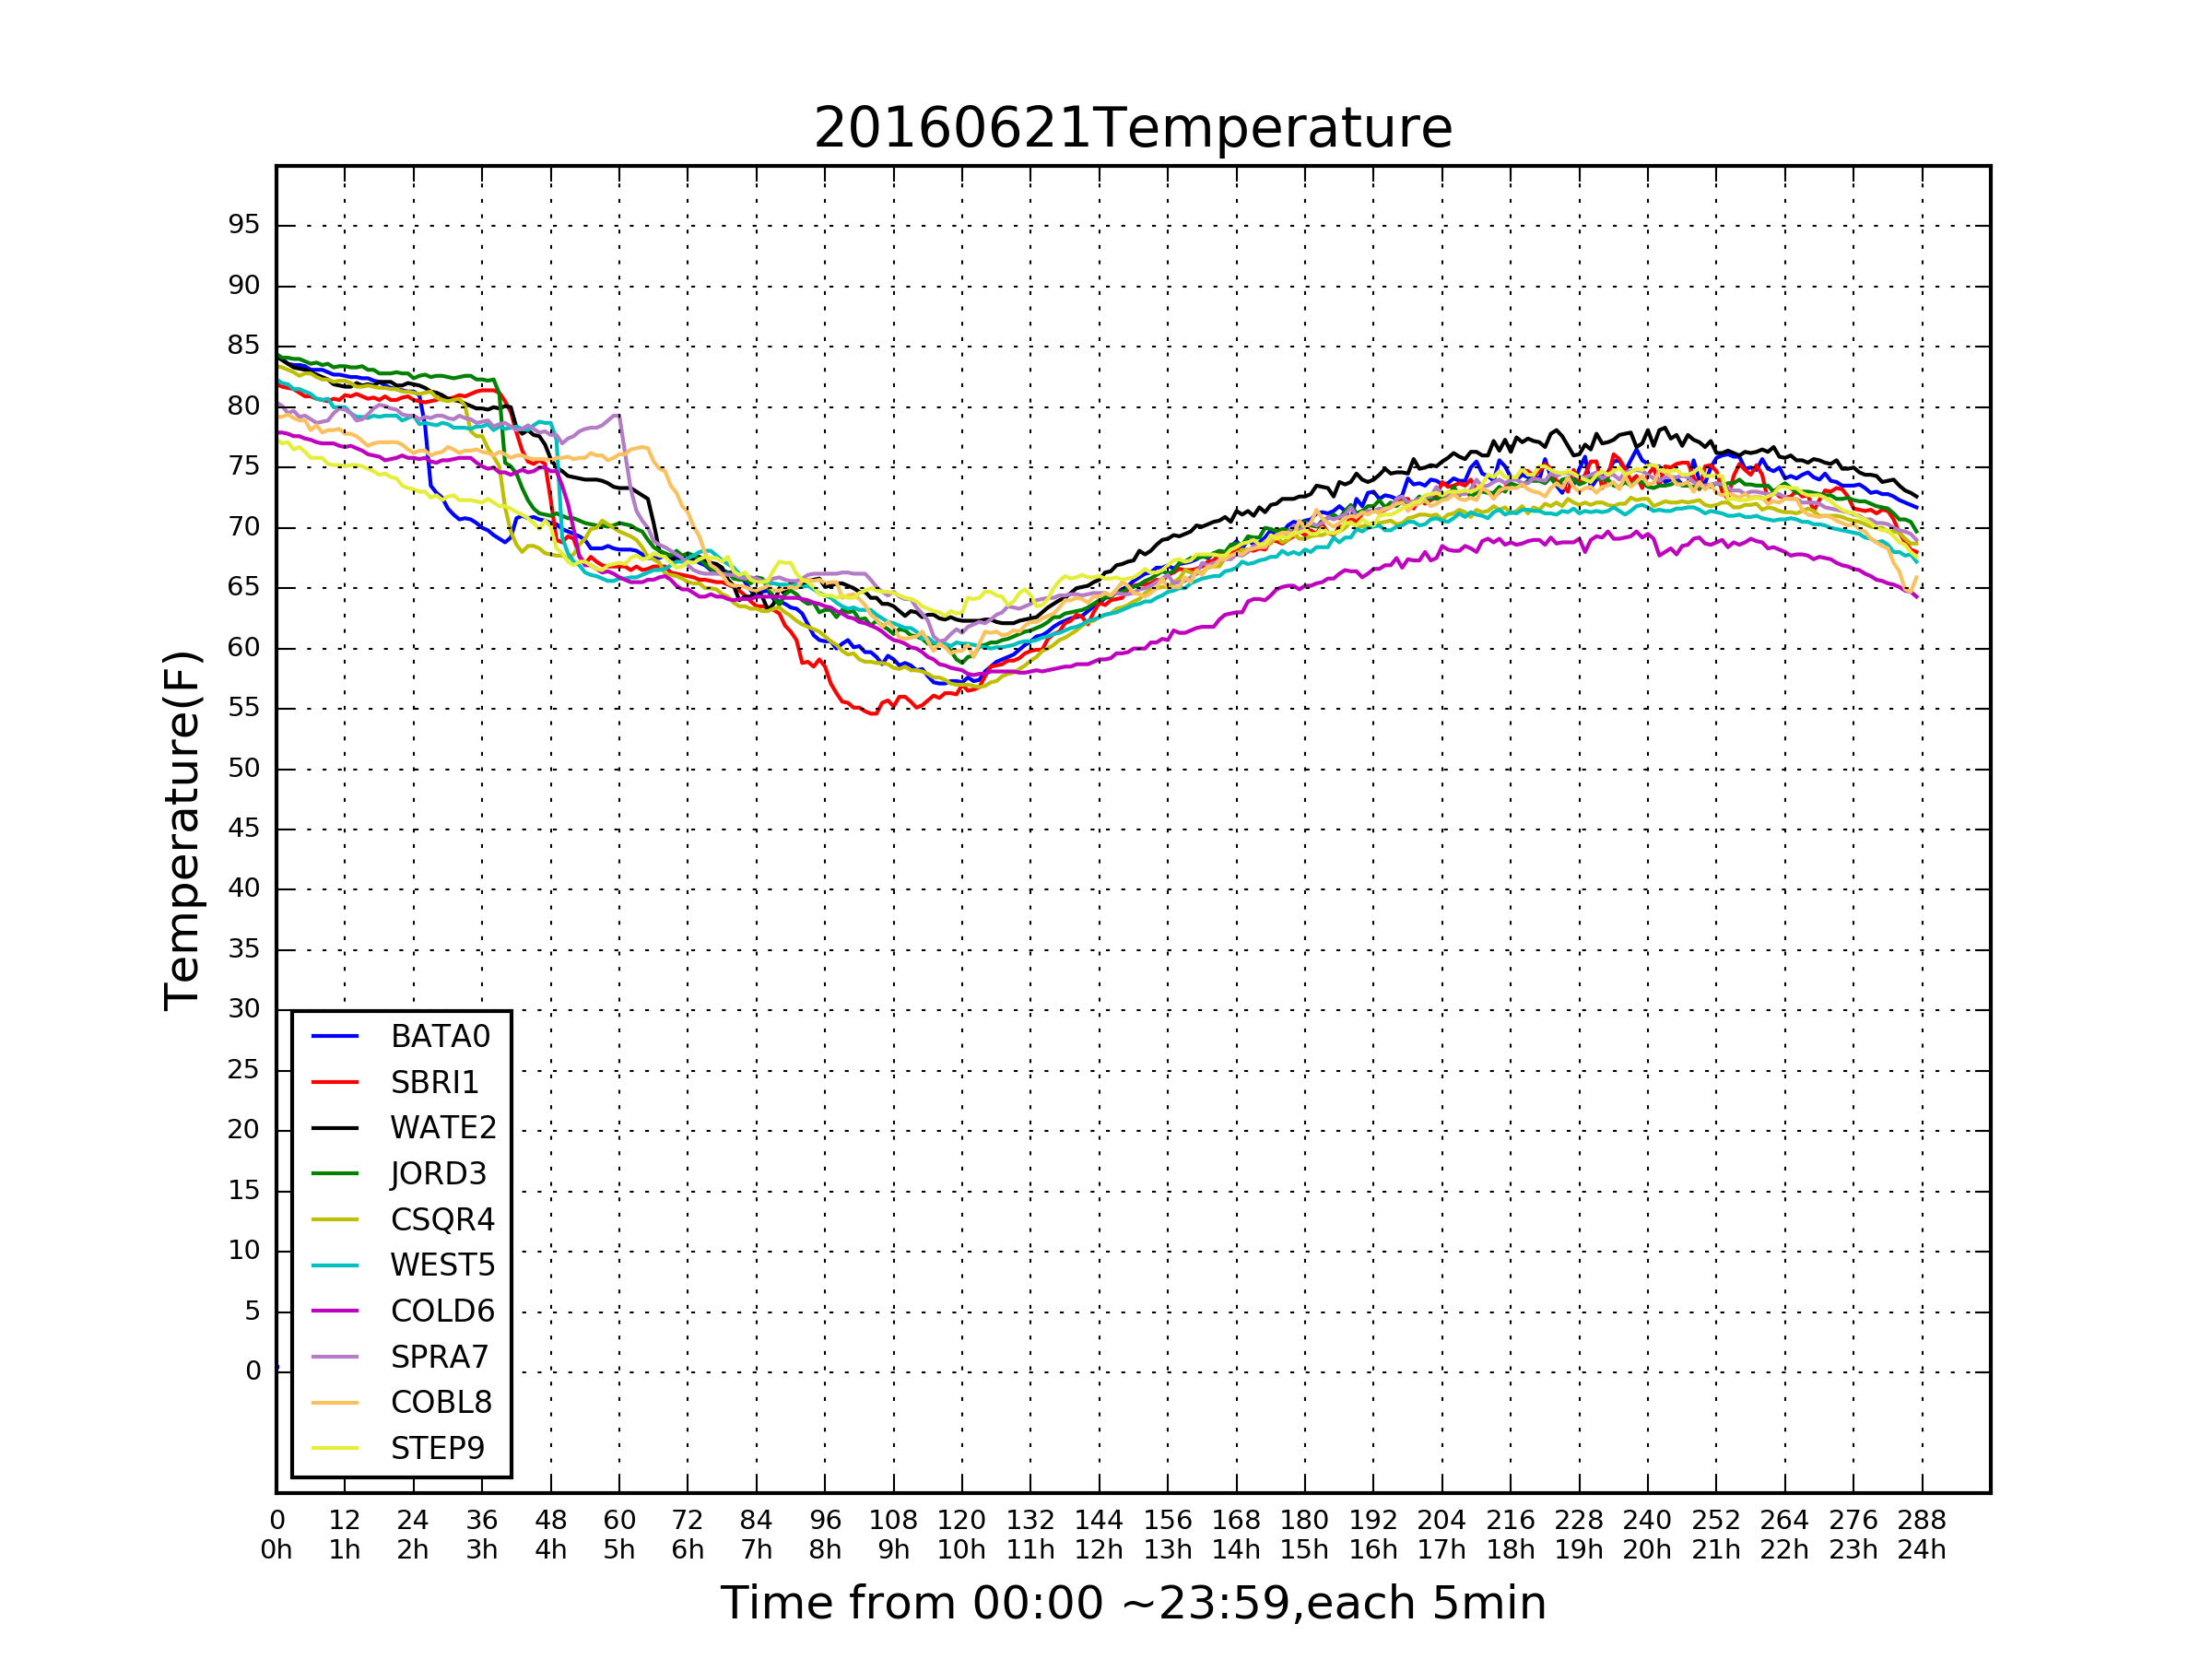 20160621Temperature
Temperature(F)
95
90
85
80
75
70
65
60
55
50
45
40
35
30
25
20
15
10
5
0
BATA0
SBRI1
WATE2
JORD3
CSQR4
WEST5
COLD6
SPRA7
COBL8
STEP9
0 12 24 36 48 60 72 84 96 108 120 132 144 156 168 180 192 204 216 228 240 252 264 276 288
0h 1h 2h 3h 4h 5h 6h 7h 8h 9h 10h 11h 12h 13h 14h 15h 16h 17h 18h 19h 20h 21h 22h 23h 24h
Time from 00:00 ~23:59,each 5min